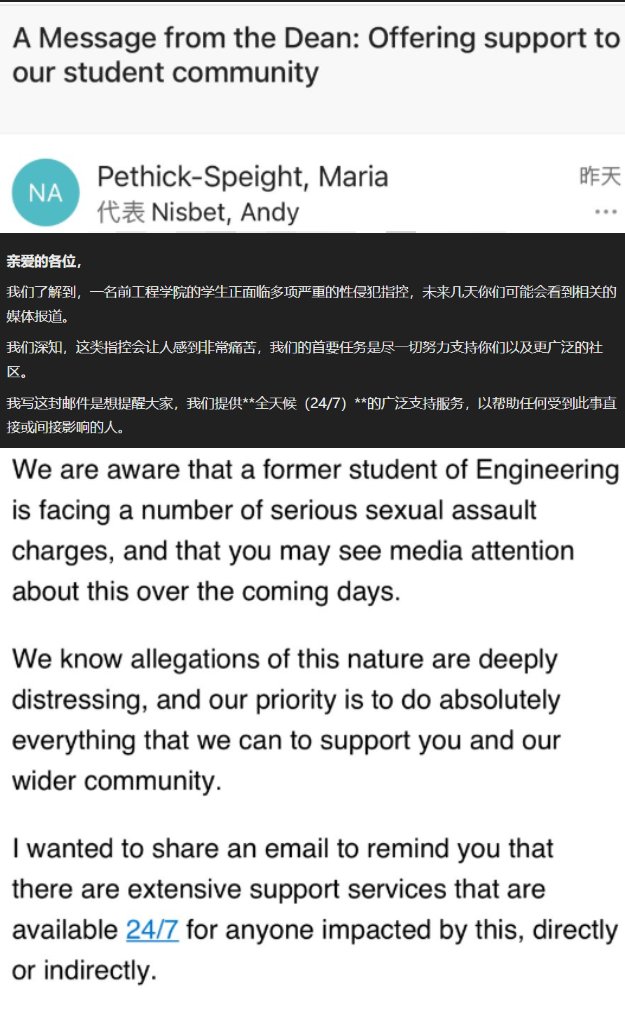 A Message from the Dean: Offering support to
our student community
NA
Pethick-Speight, Maria
昨天
代表 Nisbet, Andy
...
亲爱的各位，
我们了解到，一名前工程学院的学生正面临多项严重的性侵犯指控，未来几天你们可能会看到相关的
媒体报道。
我们深知，这类指控会让人感到非常痛苦，我们的首要任务是尽一切努力支持你们以及更广泛的社
区。
我写这封邮件是想提醒大家，我们提供**全天候（24/7）**的广泛支持服务，以帮助任何受到此事直
接或间接影响的人。
We are aware that a former student of Engineering
is facing a number of serious sexual assault
charges, and that you may see media attention
about this over the coming days.
We know allegations of this nature are deeply
distressing, and our priority is to do absolutely
everything that we can to support you and our
wider community.
I wanted to share an email to remind you that
there are extensive support services that are
available 24/7 for anyone impacted by this, directly
or indirectly.